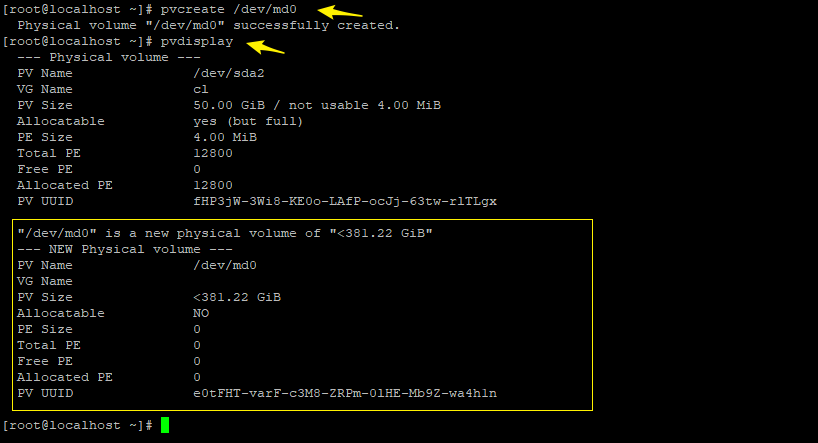 [root@localhost ~]# pvcreate /dev/md0
  Physical volume "/dev/md0" successfully created.
[root@localhost ~]# pvdisplay
  --- Physical volume ---
  PV Name               /dev/sda2
  VG Name               cl
  PV Size               50.00 GiB / not usable 4.00 MiB
  Allocatable           yes (but full)
  PE Size               4.00 MiB
  Total PE              12800
  Free PE               0
  Allocated PE          12800
  PV UUID               fHP3jW-3Wi8-KE0o-LAfP-ocJj-63tw-rlTLgx

  "/dev/md0" is a new physical volume of "<381.22 GiB"
  --- NEW Physical volume ---
  PV Name               /dev/md0
  VG Name
  PV Size               <381.22 GiB
  Allocatable           NO
  PE Size               0
  Total PE              0
  Free PE               0
  Allocated PE          0
  PV UUID               e0tFHT-varF-c3M8-ZRPm-0lHE-Mb9Z-wa4hln

[root@localhost ~]#